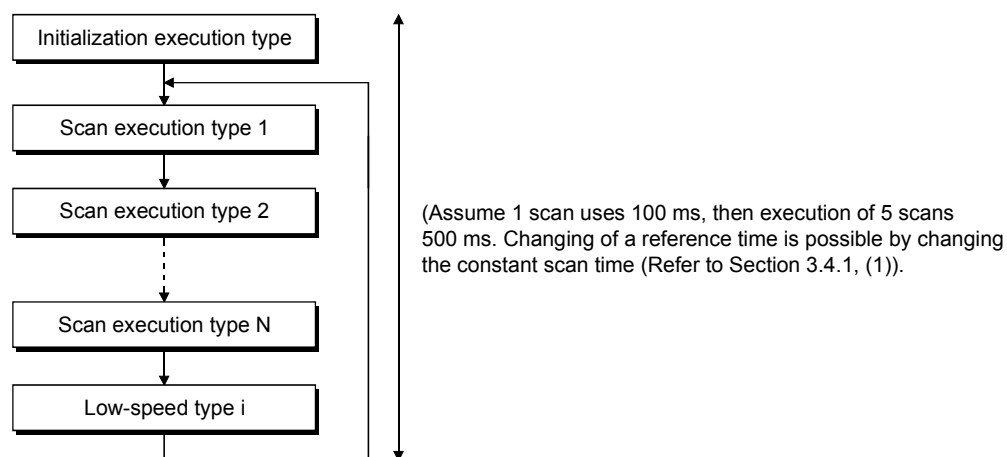 Initialization execution type
Scan execution type 1
Scan execution type 2
(Assume 1 scan uses 100 ms, then execution of 5 scans
500 ms. Changing of a reference time is possible by changing
the constant scan time (Refer to Section 3.4.1, (1)).
Scan execution type N
Low-speed type i